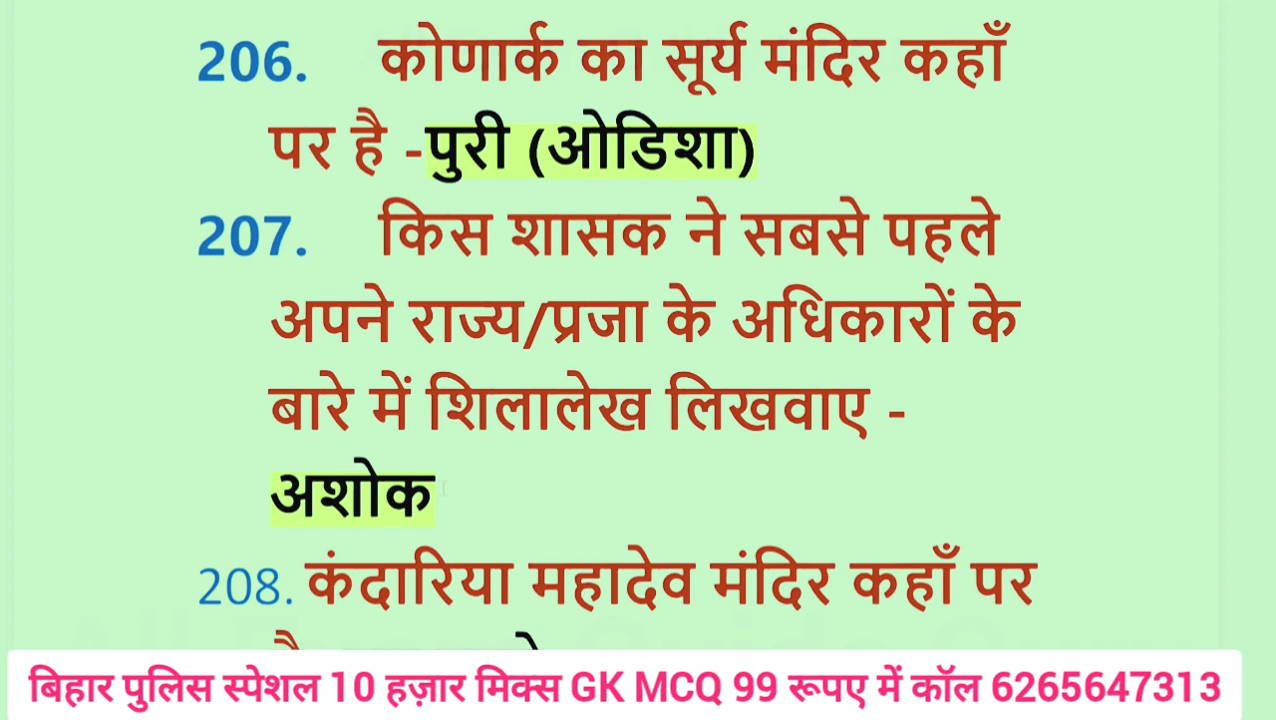 206. कोणार्क का सूर्य मंदिर कहाँ
पर है -पुरी (ओडिशा)
207. किस शासक ने सबसे पहले
अपने राज्य/प्रजा के अधिकारों के
बारे में शिलालेख लिखवाए -
अशोक
208. कंदारिया महादेव मंदिर कहाँ पर
बिहार पुलिस स्पेशल 10 हज़ार मिक्स GK MCQ 99 रूपए में कॉल 6265647313